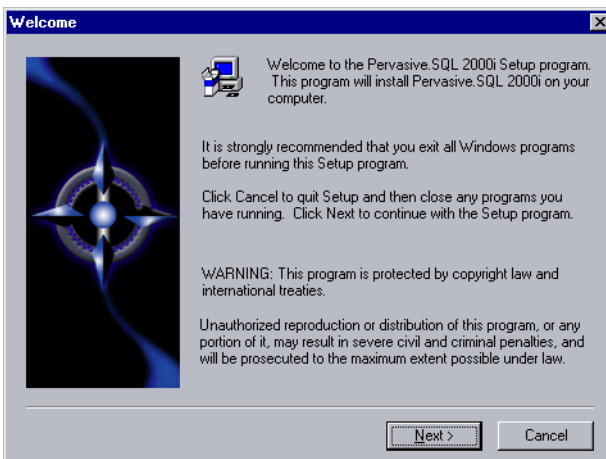 Welcome
Welcome to the Pervasive.SQL 2000i Setup program.
This program will install Pervasive.SQL 2000i on your
computer.
It is strongly recommended that you exit all Windows programs
before running this Setup program.
Click Cancel to quit Setup and then close any programs you
have running.  Click Next to continue with the Setup program.
WARNING: This program is protected by copyright law and
international treaties.
Unauthorized reproduction or distribution of this program, or any
portion of it, may result in severe civil and criminal penalties, and
will be prosecuted to the maximum extent possible under law.
Next >
Cancel